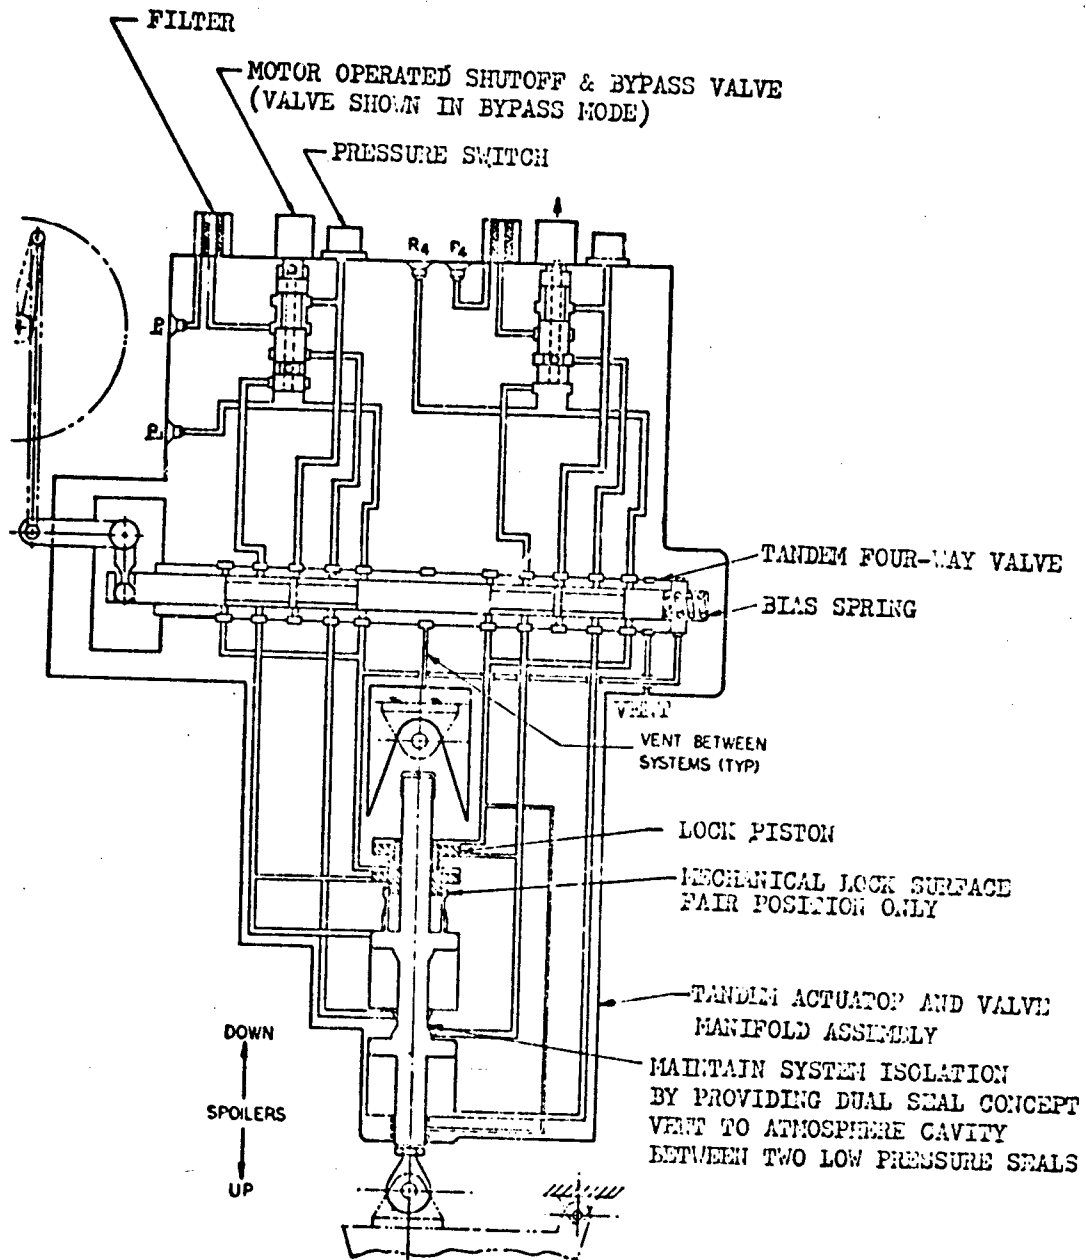 FILTER
MOTOR OPERATED SHUTOFF & BYPASS VALVE
(VALVE SHOWN IN BYPASS MODE)
PRESSURE SWITCH
R4 P4
P
TANDEM FOUR-WAY VALVE
BIAS SPRING
VENT
VENT BETWEEN
SYSTEMS (TYP)
LOCK PISTON
MECHANICAL LOCK SURFACE
FAIR POSITION ONLY
TANDEM ACTUATOR AND VALVE
MANIFOLD ASSEMBLY
DOWN
SPOILERS
UP
MAINTAIN SYSTEM ISOLATION
BY PROVIDING DUAL SEAL CONCEPT
VENT TO ATMOSPHERE CAVITY
BETWEEN TWO LOW PRESSURE SEALS